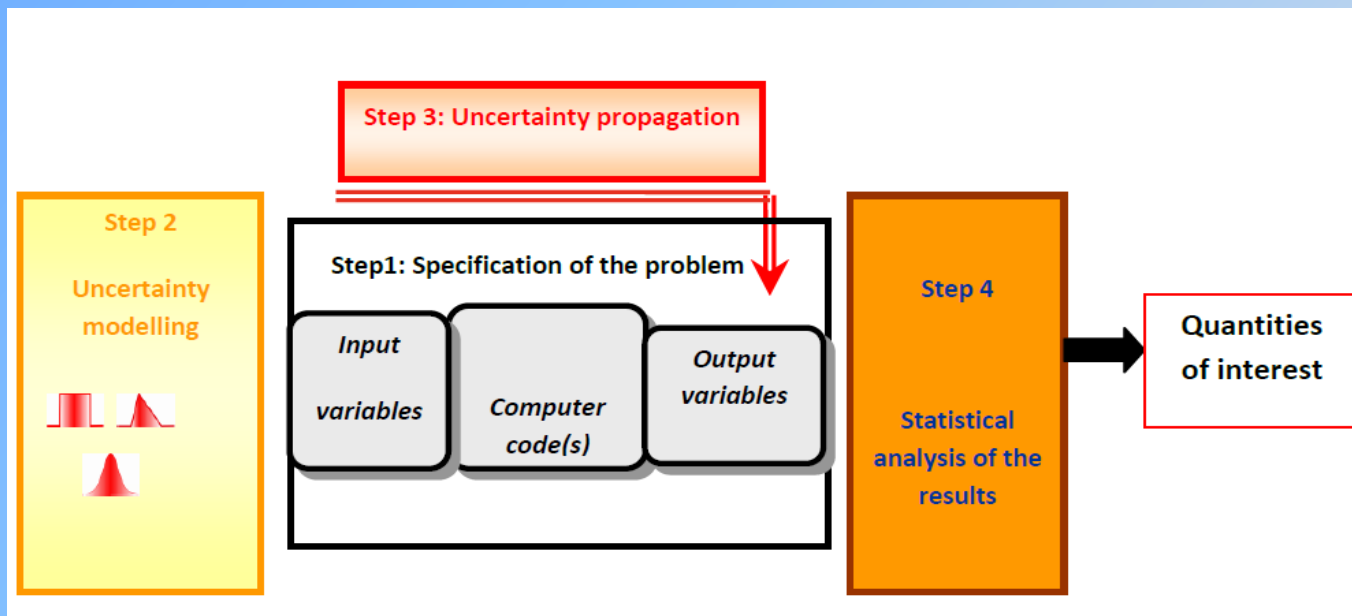 Step 3: Uncertainty propagation
Step 2
Uncertainty
modelling
Step1: Specification of the problem
Input
variables
Computer
code(s)
Output
variables
Step 4
Statistical
analysis of the
results
Quantities
of interest